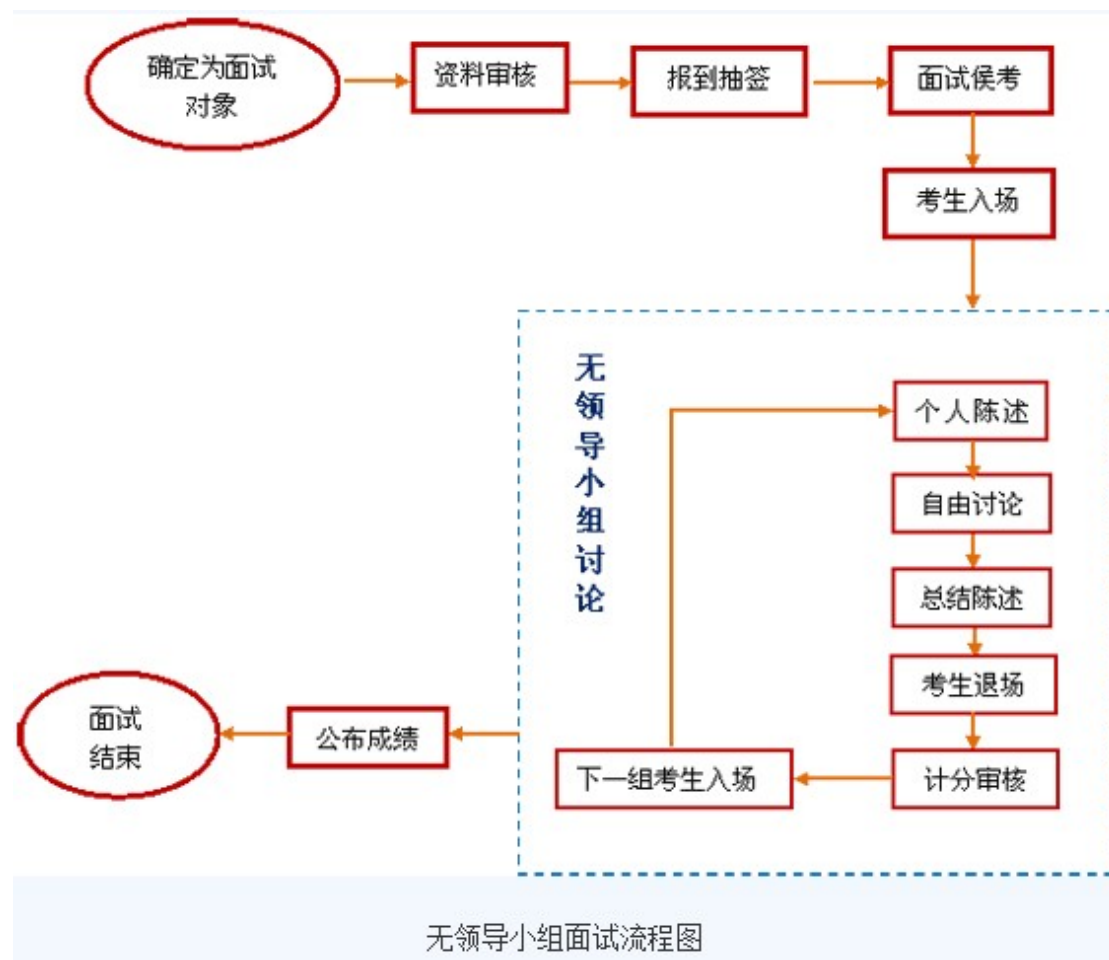 确定为面试
对象
资料审核
报到抽签
面试侯考
考生入场
无领导小组讨论
个人陈述
自由讨论
总结陈述
考生退场
计分审核
下一组考生入场
公布成绩
面试
结束
无领导小组面试流程图